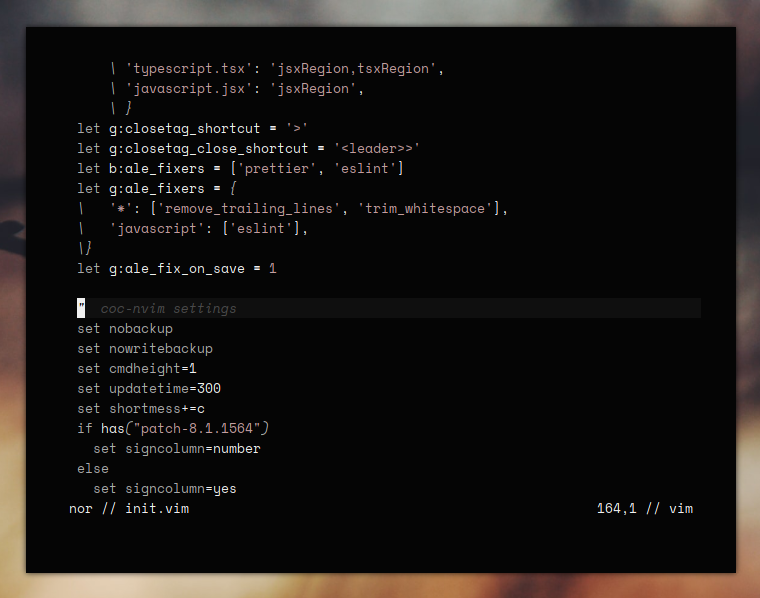 \ 'typescript.tsx': 'jsxRegion,tsxRegion',
\ 'javascript.jsx': 'jsxRegion',
\ }
let g:closetag_shortcut = '>'
let g:closetag_close_shortcut = '<leader>>'
let b:ale_fixers = ['prettier', 'eslint']
let g:ale_fixers = {
\   '*': ['remove_trailing_lines', 'trim_whitespace'],
\   'javascript': ['eslint'],
\}
let g:ale_fix_on_save = 1
"  coc-nvim settings
set nobackup
set nowritebackup
set cmdheight=1
set updatetime=300
set shortmess+=c
if has("patch-8.1.1564")
  set signcolumn=number
else
  set signcolumn=yes
nor // init.vim 164,1 // vim